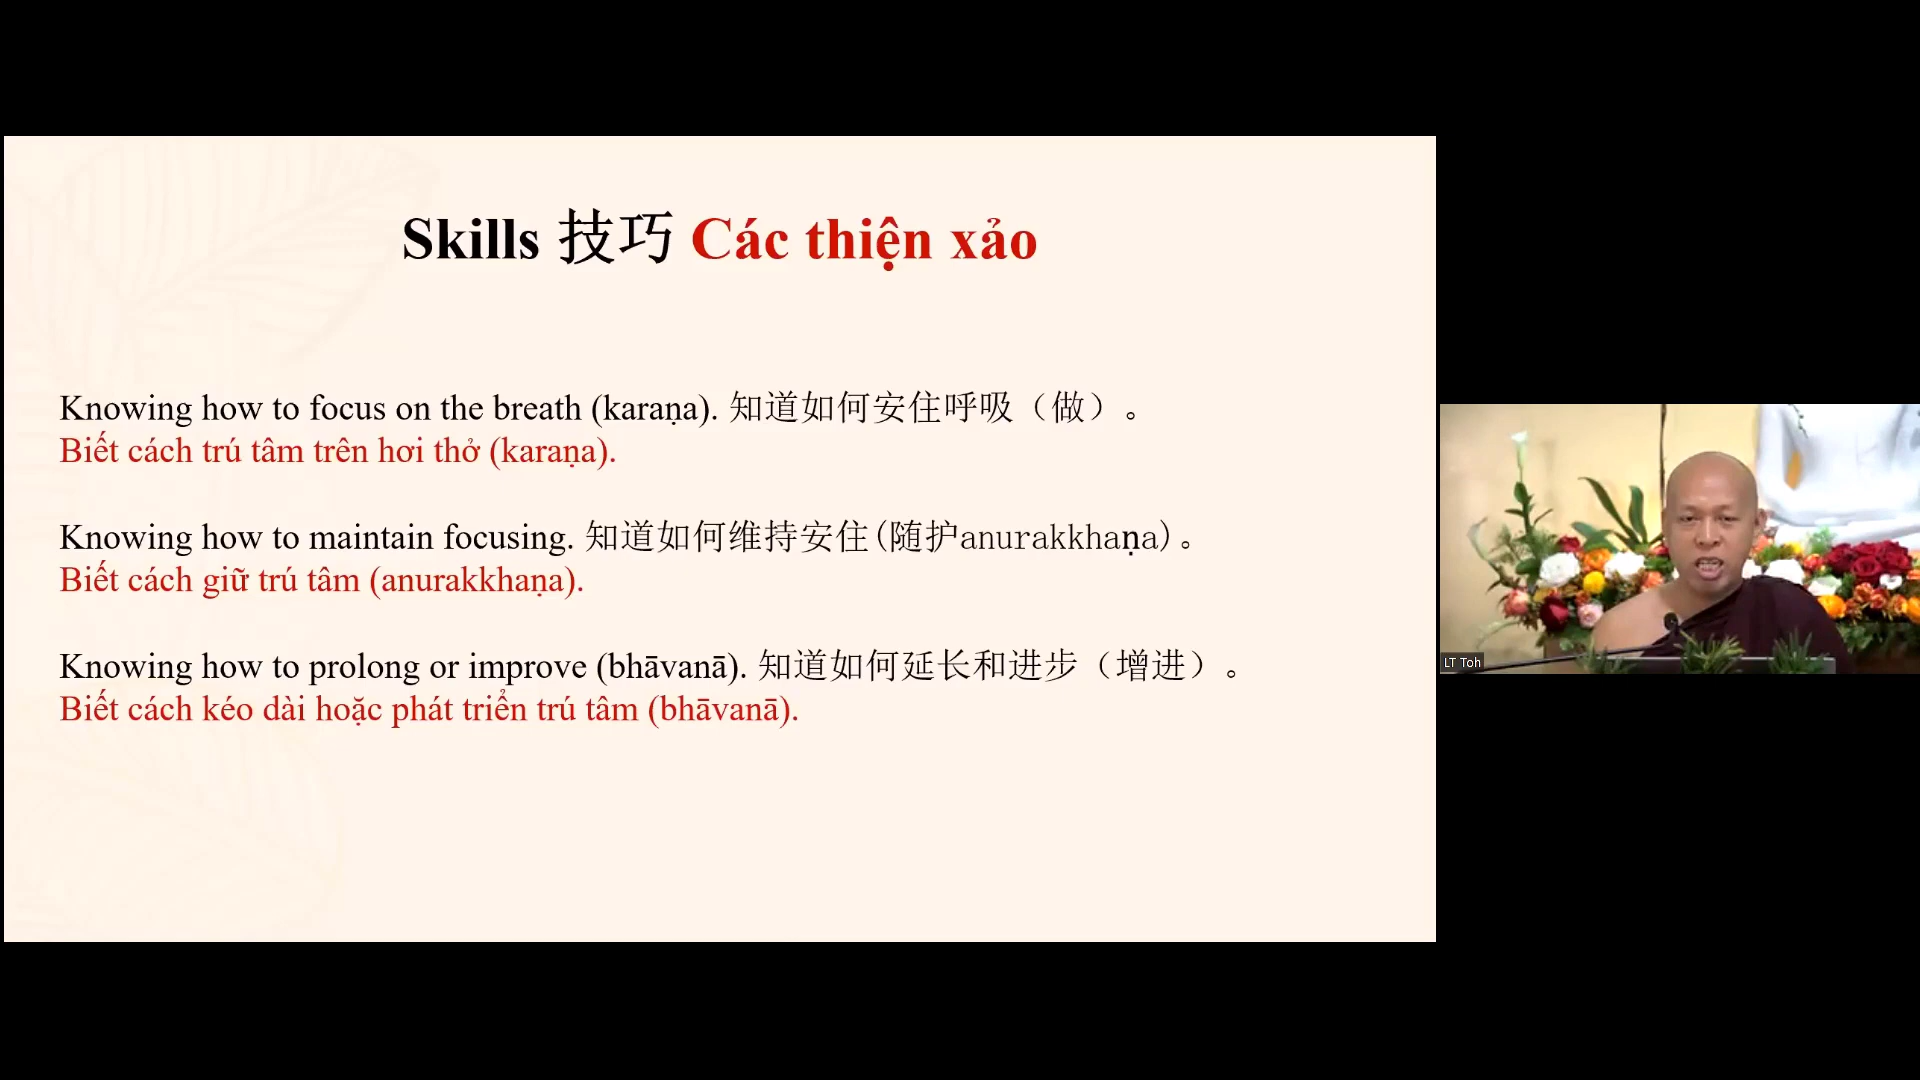 Skills 技巧 Các thiện xảo
Knowing how to focus on the breath (karaṇa). 知道如何安住呼吸（做）。
Biết cách trú tâm trên hơi thở (karaṇa).
Knowing how to maintain focusing. 知道如何维持安住(随护anurakkhaṇa)。
Biết cách giữ trú tâm (anurakkhaṇa).
Knowing how to prolong or improve (bhāvanā). 知道如何延长和进步（增进）。
Biết cách kéo dài hoặc phát triển trú tâm (bhāvanā).
LT Toh